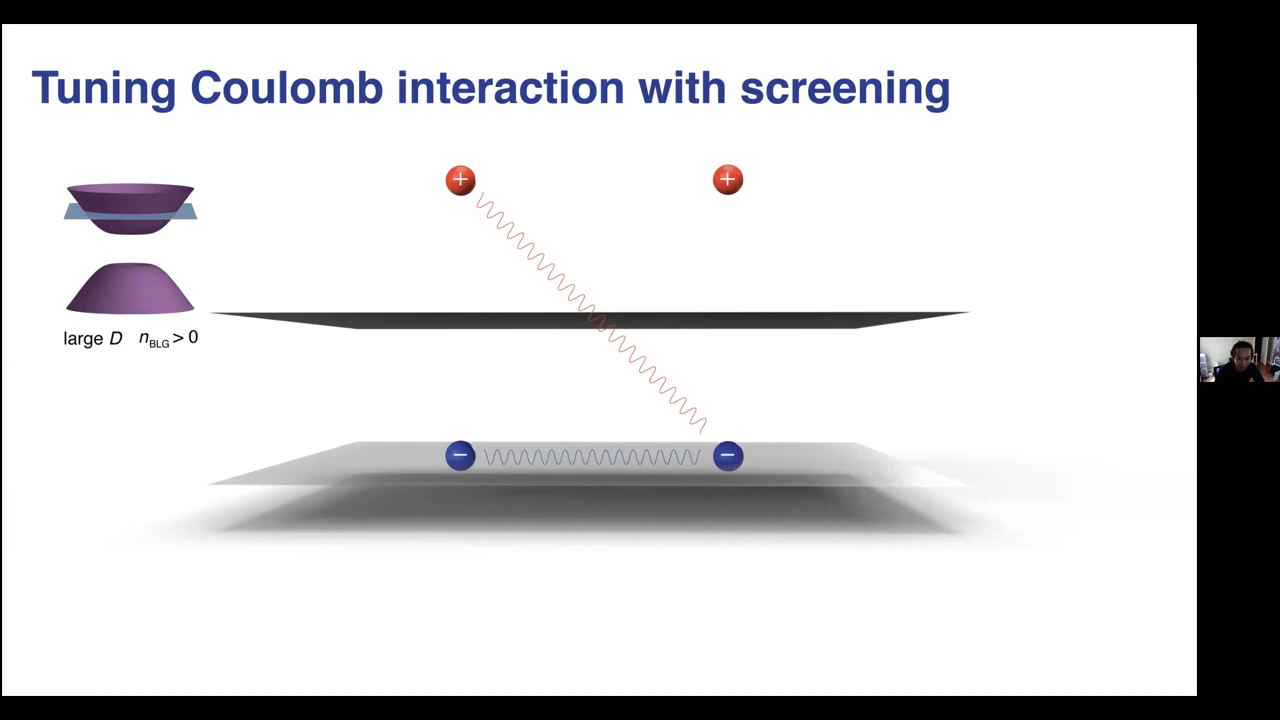 Tuning Coulomb interaction with screening
+ +
large D n_BLG > 0
− −